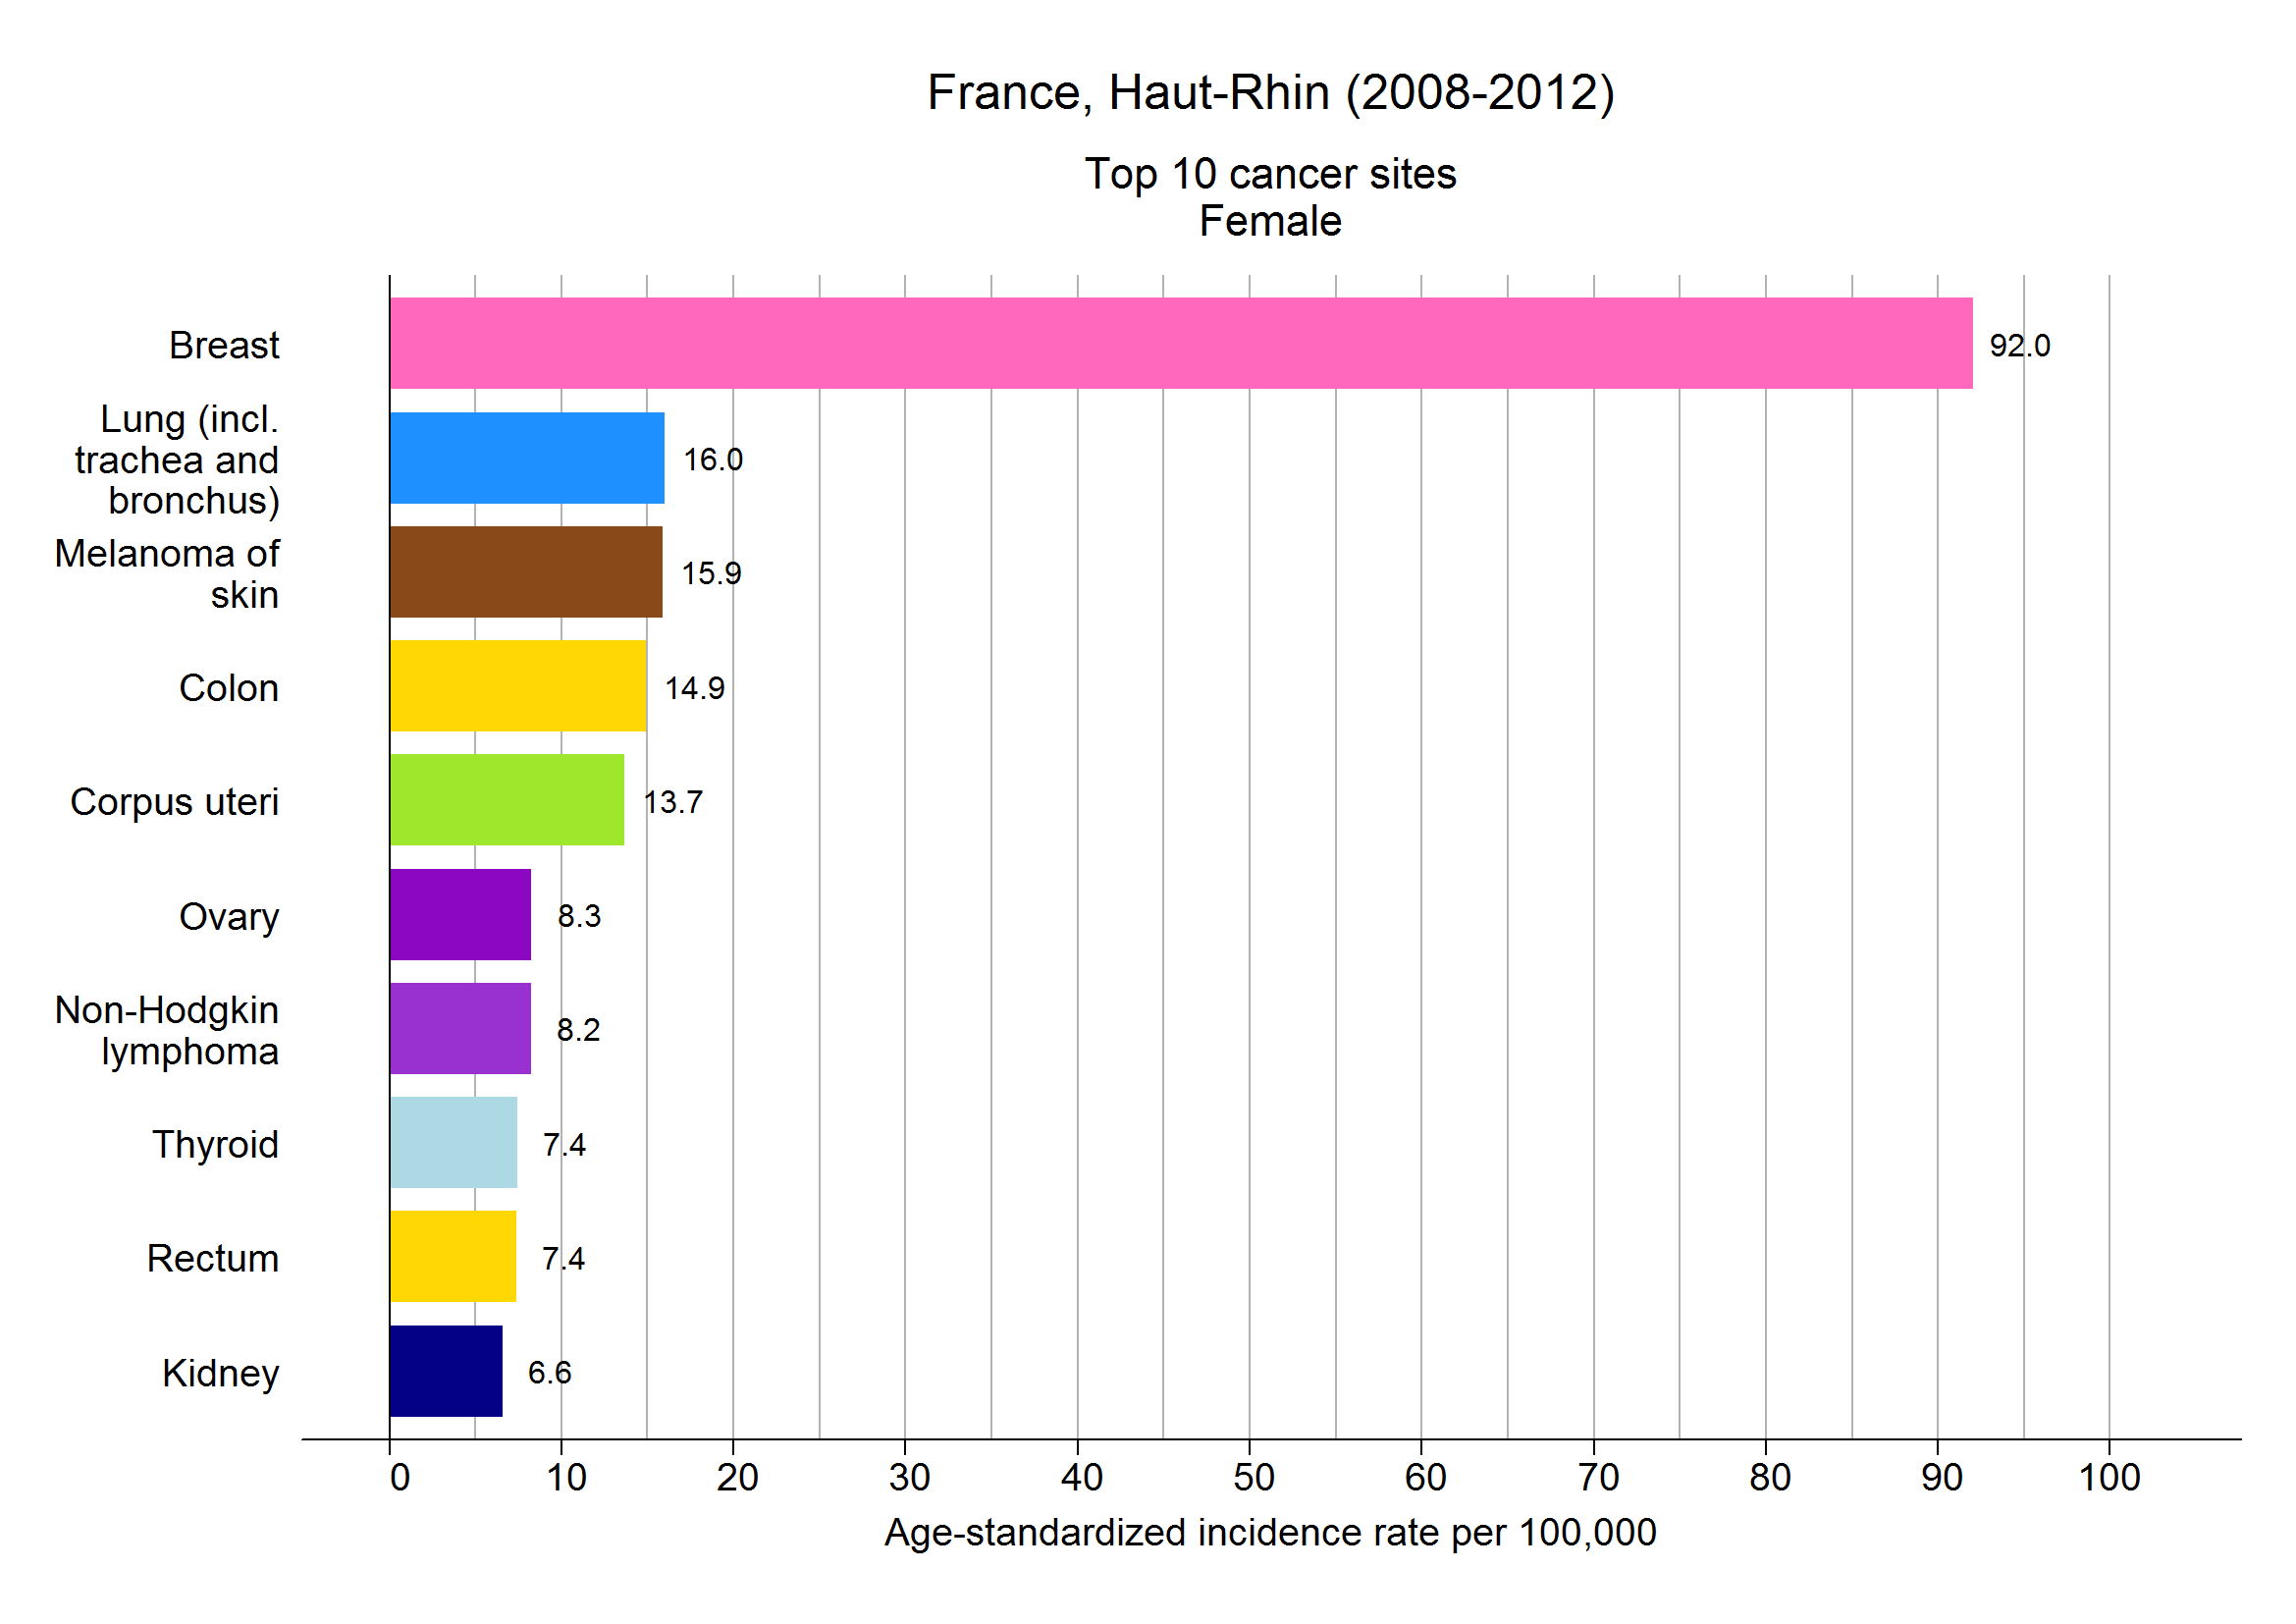 France, Haut-Rhin (2008-2012)
Top 10 cancer sites
Female
Breast
92.0
Lung (incl.
trachea and
bronchus)
16.0
Melanoma of
skin
15.9
Colon
14.9
Corpus uteri
13.7
Ovary
8.3
Non-Hodgkin
lymphoma
8.2
Thyroid
7.4
Rectum
7.4
Kidney
6.6
0 10 20 30 40 50 60 70 80 90 100
Age-standardized incidence rate per 100,000